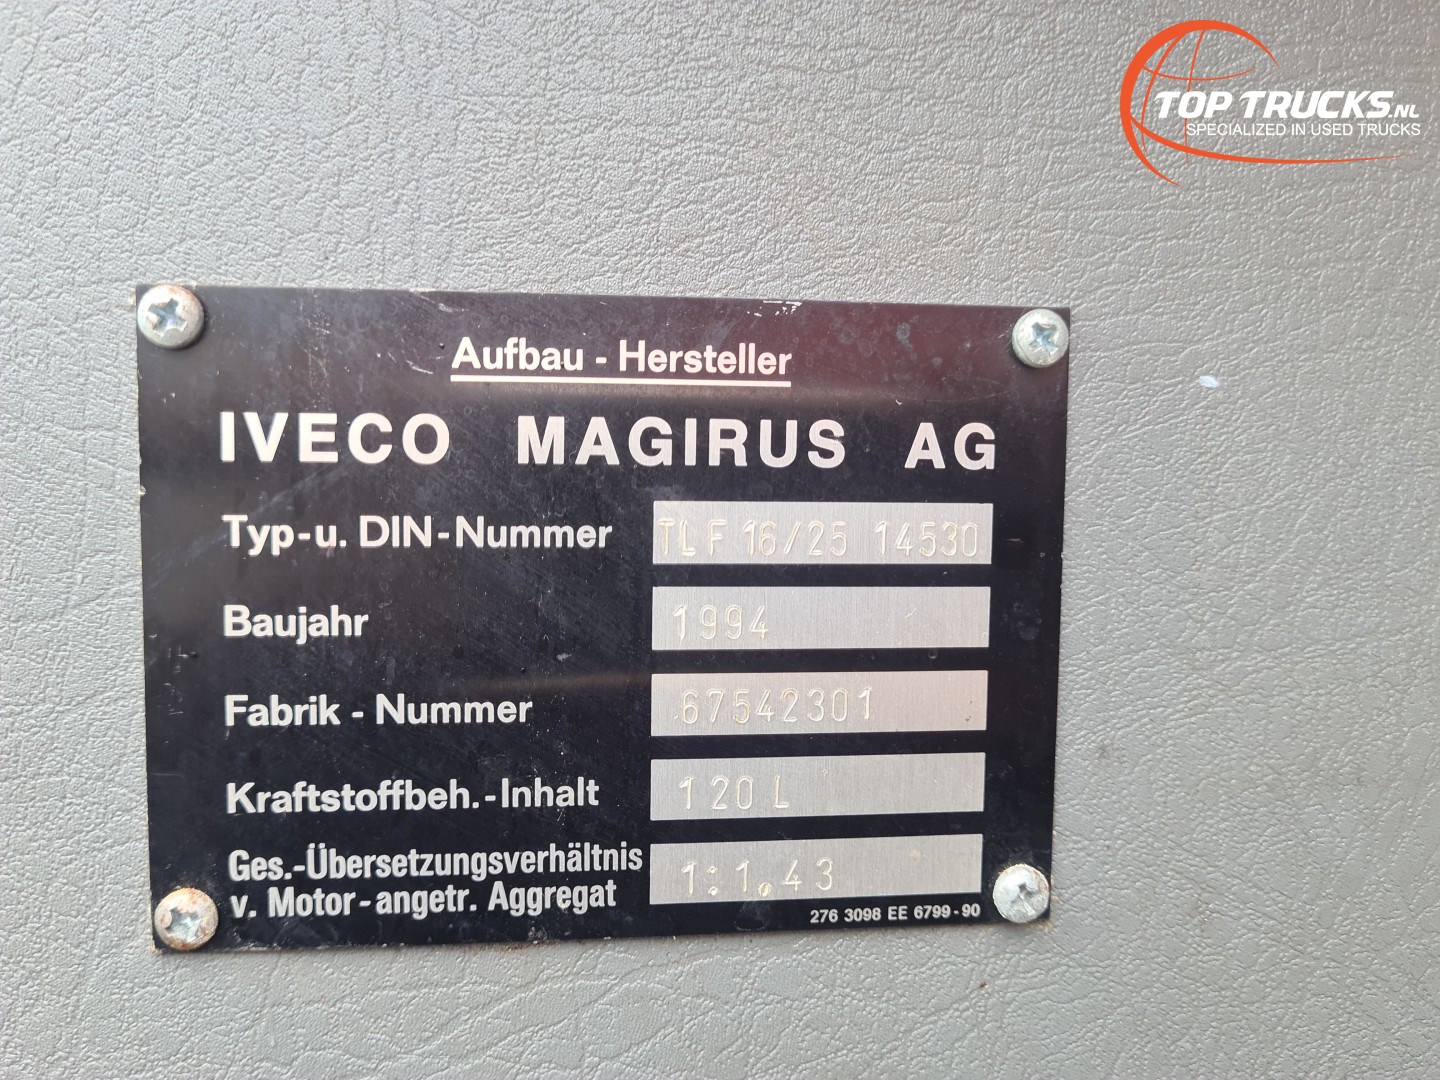 TOP TRUCKS.NL
SPECIALIZED IN USED TRUCKS
Aufbau - Hersteller
IVECO MAGIRUS AG
Typ-u. DIN-Nummer TLF 16/25 14530
Baujahr 1994
Fabrik - Nummer 67542301
Kraftstoffbeh.-Inhalt 120 L
Ges.-Übersetzungsverhältnis
v. Motor-angetr. Aggregat 1:1,43
276 3098 EE 6799-90